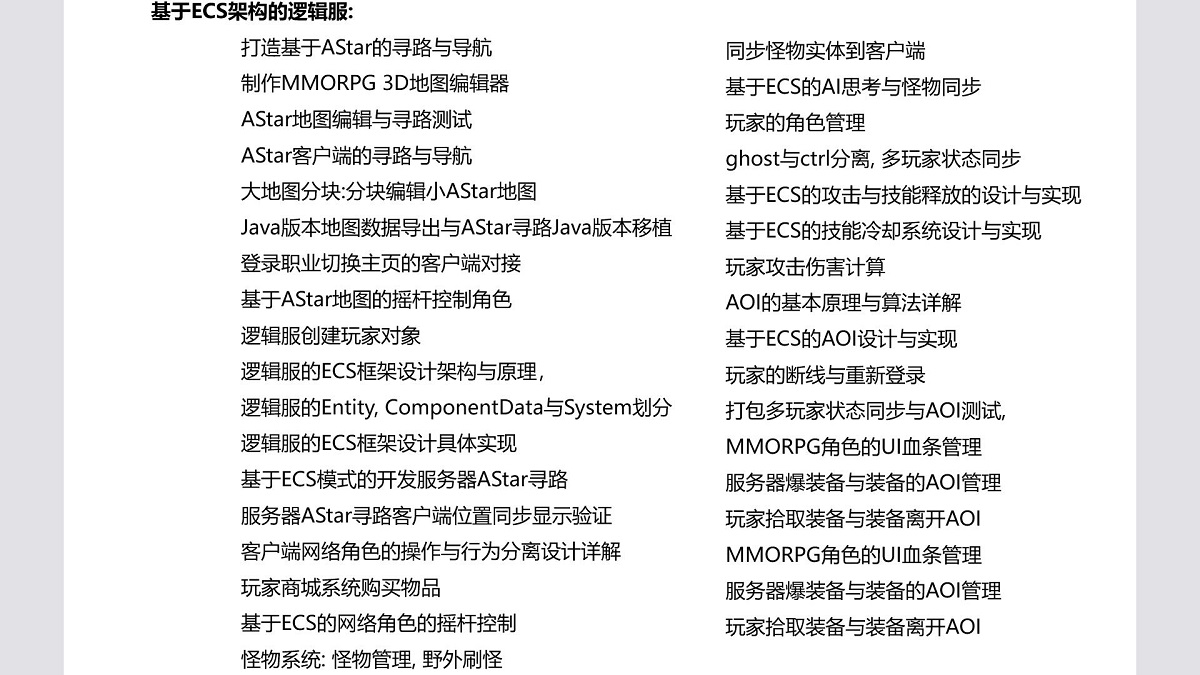 基于ECS架构的逻辑服:
打造基于AStar的寻路与导航
制作MMORPG 3D地图编辑器
AStar地图编辑与寻路测试
AStar客户端的寻路与导航
大地图分块:分块编辑小AStar地图
Java版本地图数据导出与AStar寻路Java版本移植
登录职业切换主页的客户端对接
基于AStar地图的摇杆控制角色
逻辑服创建玩家对象
逻辑服的ECS框架设计架构与原理，
逻辑服的Entity, ComponentData与System划分
逻辑服的ECS框架设计具体实现
基于ECS模式的开发服务器AStar寻路
服务器AStar寻路客户端位置同步显示验证
客户端网络角色的操作与行为分离设计详解
玩家商城系统购买物品
基于ECS的网络角色的摇杆控制
怪物系统: 怪物管理, 野外刷怪
同步怪物实体到客户端
基于ECS的AI思考与怪物同步
玩家的角色管理
ghost与ctrl分离, 多玩家状态同步
基于ECS的攻击与技能释放的设计与实现
基于ECS的技能冷却系统设计与实现
玩家攻击伤害计算
AOI的基本原理与算法详解
基于ECS的AOI设计与实现
玩家的断线与重新登录
打包多玩家状态同步与AOI测试,
MMORPG角色的UI血条管理
服务器爆装备与装备的AOI管理
玩家拾取装备与装备离开AOI
MMORPG角色的UI血条管理
服务器爆装备与装备的AOI管理
玩家拾取装备与装备离开AOI